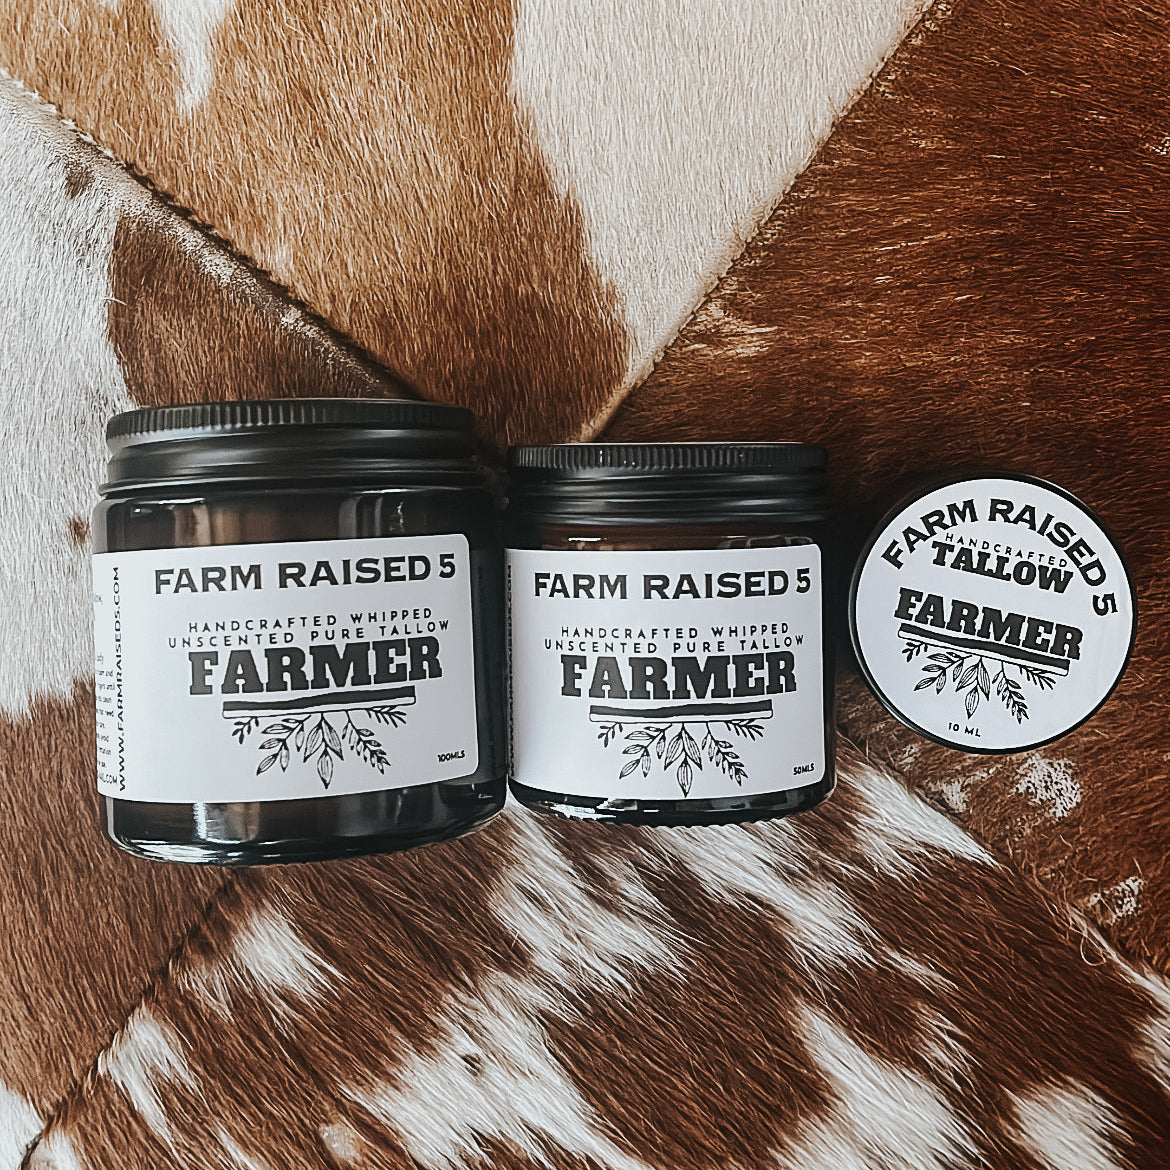 FARM RAISED 5
HANDCRAFTED WHIPPED
UNSCENTED PURE TALLOW
FARMER
100MLS
WWW.FARMRAISED5.COM
FARM RAISED 5
HANDCRAFTED WHIPPED
UNSCENTED PURE TALLOW
FARMER
50MLS
FARM RAISED 5
HANDCRAFTED
TALLOW
FARMER
10 ML